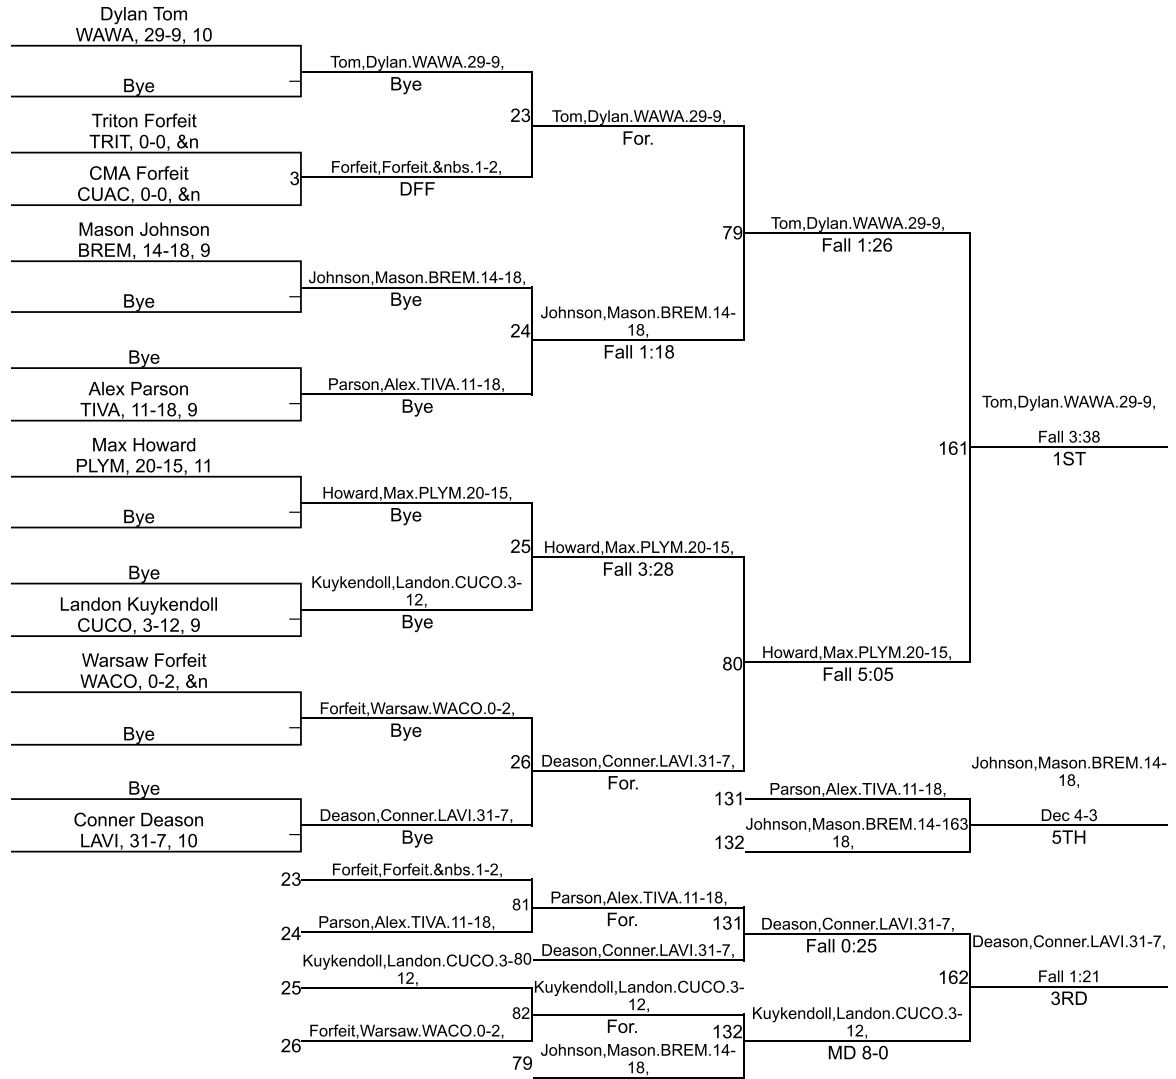 Dylan Tom
WAWA, 29-9, 10
Tom,Dylan.WAWA.29-9,
Bye
Bye
23
Tom,Dylan.WAWA.29-9,
For.
Triton Forfeit
TRIT, 0-0, &n
CMA Forfeit
CUAC, 0-0, &n
3
Forfeit,Forfeit.&nbs.1-2,
DFF
Mason Johnson
BREM, 14-18, 9
79
Tom,Dylan.WAWA.29-9,
Fall 1:26
Johnson,Mason.BREM.14-18,
Bye
Bye
24
Johnson,Mason.BREM.14-
18,
Fall 1:18
Bye
Alex Parson
TIVA, 11-18, 9
Parson,Alex.TIVA.11-18,
Bye
Tom,Dylan.WAWA.29-9,
161
Fall 3:38
1ST
Max Howard
PLYM, 20-15, 11
Howard,Max.PLYM.20-15,
Bye
Bye
25
Howard,Max.PLYM.20-15,
Fall 3:28
Bye
Landon Kuykendoll
CUCO, 3-12, 9
Kuykendoll,Landon.CUCO.3-
12,
Bye
Warsaw Forfeit
WACO, 0-2, &n
80
Howard,Max.PLYM.20-15,
Fall 5:05
Forfeit,Warsaw.WACO.0-2,
Bye
Bye
26
Deason,Conner.LAVI.31-7,
For.
Bye
Conner Deason
LAVI, 31-7, 10
Deason,Conner.LAVI.31-7,
Bye
131
Parson,Alex.TIVA.11-18,
132
Johnson,Mason.BREM.14-
18,
163
Johnson,Mason.BREM.14-
18,
Dec 4-3
5TH
23
Forfeit,Forfeit.&nbs.1-2,
24
Parson,Alex.TIVA.11-18,
81
Parson,Alex.TIVA.11-18,
For.
80
Deason,Conner.LAVI.31-7,
131
Deason,Conner.LAVI.31-7,
Fall 0:25
25
Kuykendoll,Landon.CUCO.3-
12,
26
Forfeit,Warsaw.WACO.0-2,
82
Kuykendoll,Landon.CUCO.3-
12,
For.
79
Johnson,Mason.BREM.14-
18,
132
Kuykendoll,Landon.CUCO.3-
12,
MD 8-0
162
Deason,Conner.LAVI.31-7,
Fall 1:21
3RD